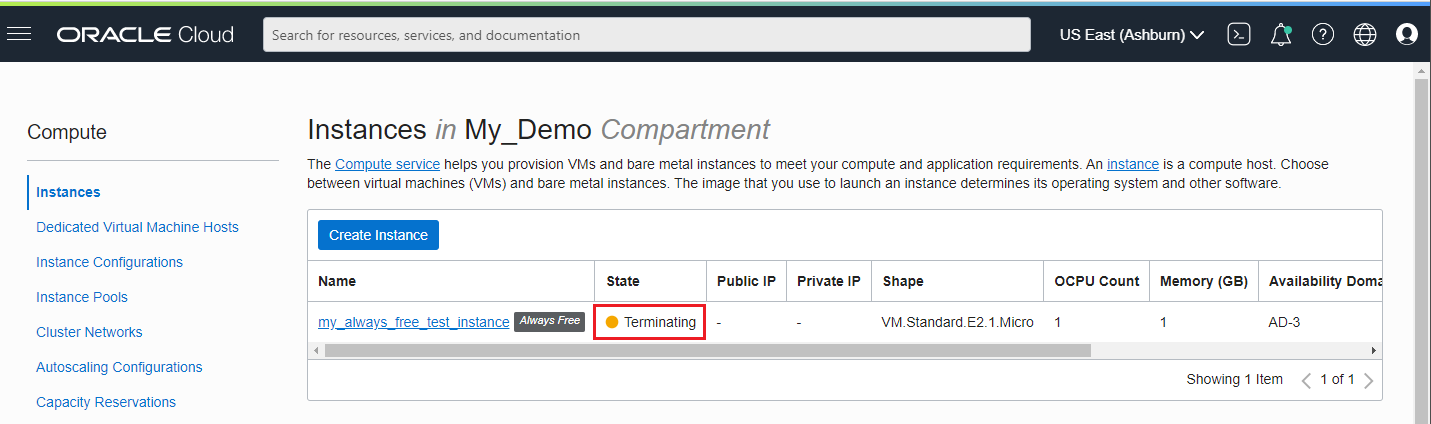 ORACLE Cloud
Search for resources, services, and documentation
US East (Ashburn)
Compute
Instances
Dedicated Virtual Machine Hosts
Instance Configurations
Instance Pools
Cluster Networks
Autoscaling Configurations
Capacity Reservations
Instances in My_Demo Compartment
The Compute service helps you provision VMs and bare metal instances to meet your compute and application requirements. An instance is a compute host. Choose
between virtual machines (VMs) and bare metal instances. The image that you use to launch an instance determines its operating system and other software.
Create Instance
Name State Public IP Private IP Shape OCPU Count Memory (GB) Availability Doma
my_always_free_test_instance Always Free Terminating - - VM.Standard.E2.1.Micro 1 1 AD-3
Showing 1 Item 1 of 1